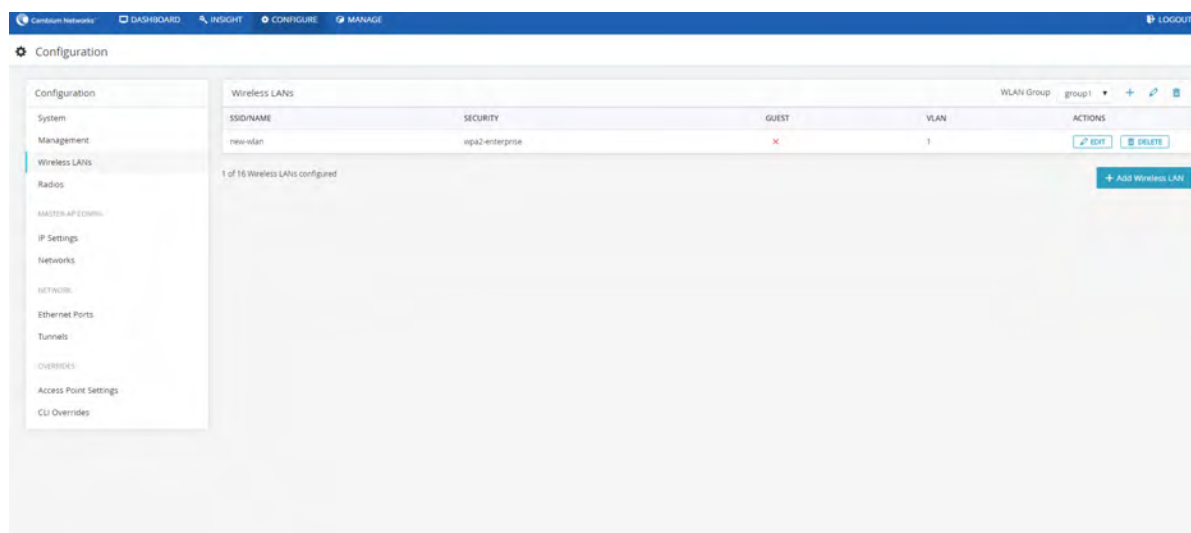 Cambium Networks™ DASHBOARD INSIGHT CONFIGURE MANAGE LOGOUT
Configuration
Configuration
System
Management
Wireless LANs
Radios
MASTER-AP CONFIG
IP Settings
Networks
NETWORK
Ethernet Ports
Tunnels
OVERRIDES
Access Point Settings
CLI Overrides
Wireless LANs WLAN Group group1
SSID/NAME SECURITY GUEST VLAN ACTIONS
new-wlan wpa2-enterprise 1 EDIT DELETE
1 of 16 Wireless LANs configured
+ Add Wireless LAN